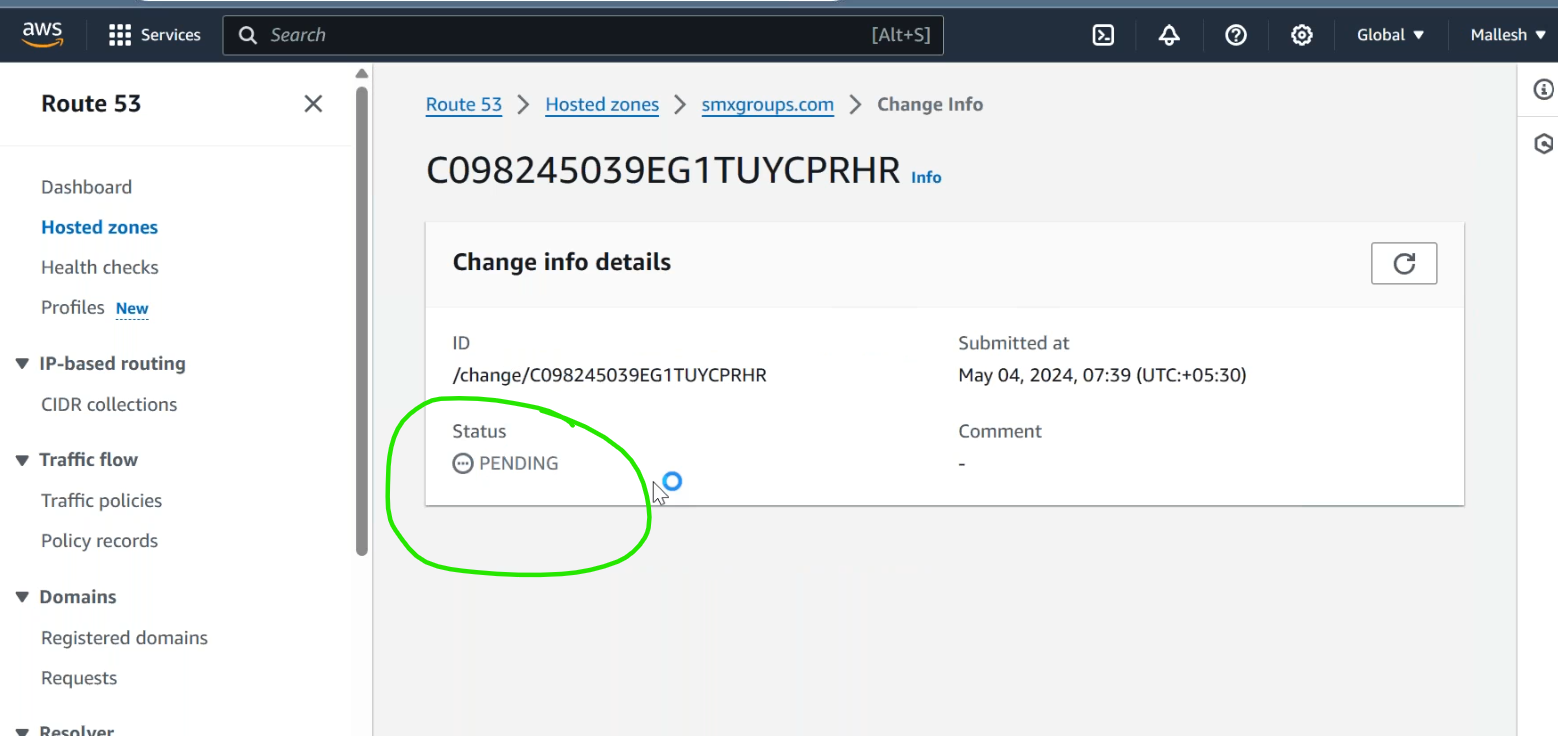 aws
Services
Search
[Alt+S]
Global
Mallesh
Route 53
Dashboard
Hosted zones
Health checks
Profiles New
IP-based routing
CIDR collections
Traffic flow
Traffic policies
Policy records
Domains
Registered domains
Requests
Resolver
Route 53 > Hosted zones > smxgroups.com > Change Info
C098245039EG1TUYCPRHR Info
Change info details
ID
/change/C098245039EG1TUYCPRHR
Submitted at
May 04, 2024, 07:39 (UTC:+05:30)
Status
PENDING
Comment
-